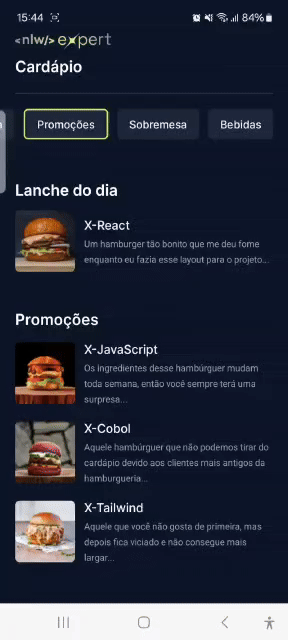 15:44 84%
<nlw/> expert
Cardápio
Promoções Sobremesa Bebidas
Lanche do dia
X-React
Um hamburger tão bonito que me deu fome
enquanto eu fazia esse layout para o projeto...
Promoções
X-JavaScript
Os ingredientes desse hambúrguer mudam
toda semana, então você sempre terá uma
surpresa...
X-Cobol
Aquele hambúrguer que não podemos tirar do
cardápio devido aos clientes mais antigos da
hamburgueria...
X-Tailwind
Aquele que você não gosta de primeira, mas
depois fica viciado e não consegue mais
largar...